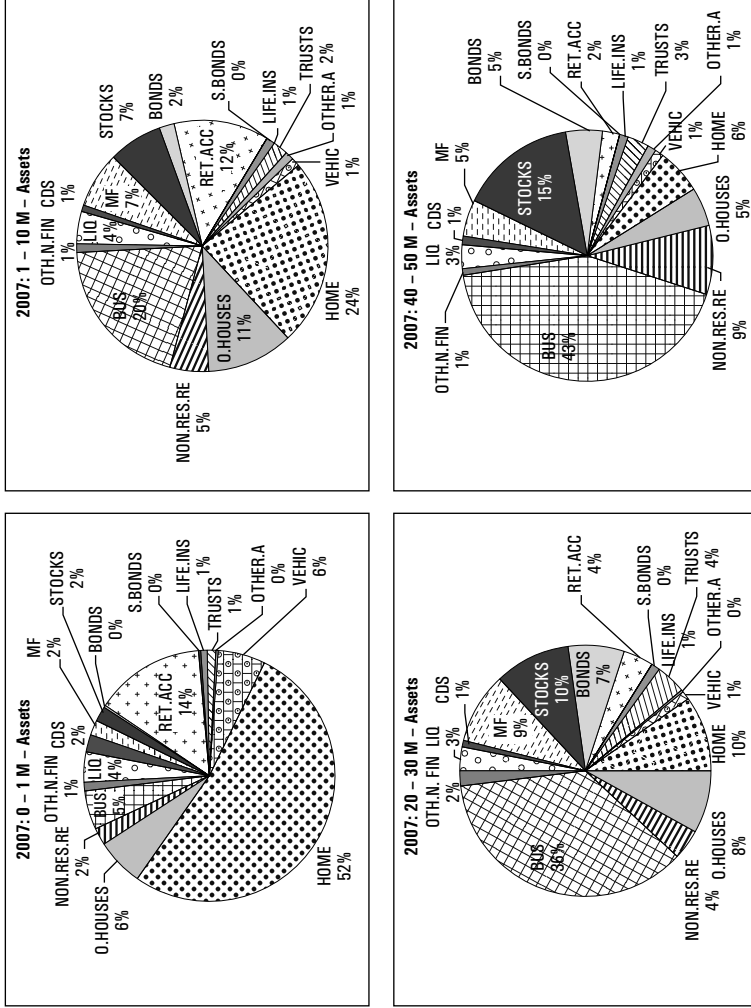 2007: 0 – 1 M – Assets
OTH.N.FIN
1%
LIQ
4%
CDS
2%
MF
2%
STOCKS
2%
BONDS
0%
RET.ACC
14%
S.BONDS
0%
LIFE.INS
1%
TRUSTS
1%
OTHER.A
0%
VEHIC
6%
HOME
52%
O.HOUSES
6%
NON.RES.RE
2%
BUS
5%
2007: 1 – 10 M – Assets
OTH.N.FIN
1%
LIQ
4%
CDS
1%
MF
7%
STOCKS
7%
BONDS
2%
RET.ACC
12%
S.BONDS
0%
LIFE.INS
1%
TRUSTS
2%
OTHER.A
1%
VEHIC
1%
HOME
24%
O.HOUSES
11%
NON.RES.RE
5%
BUS
20%
2007: 20 – 30 M – Assets
OTH.N. FIN
2%
LIQ
3%
CDS
1%
MF
9%
STOCKS
10%
BONDS
7%
RET.ACC
4%
S.BONDS
0%
LIFE.INS
1%
TRUSTS
4%
OTHER.A
0%
VEHIC
1%
HOME
10%
O.HOUSES
8%
NON.RES.RE
4%
BUS
36%
2007: 40 – 50 M – Assets
OTH.N.FIN
1%
LIQ
3%
CDS
1%
MF
5%
STOCKS
15%
BONDS
5%
S.BONDS
0%
RET.ACC
2%
LIFE.INS
1%
TRUSTS
3%
OTHER.A
1%
VEHIC
1%
HOME
6%
O.HOUSES
5%
NON.RES.RE
9%
BUS
43%